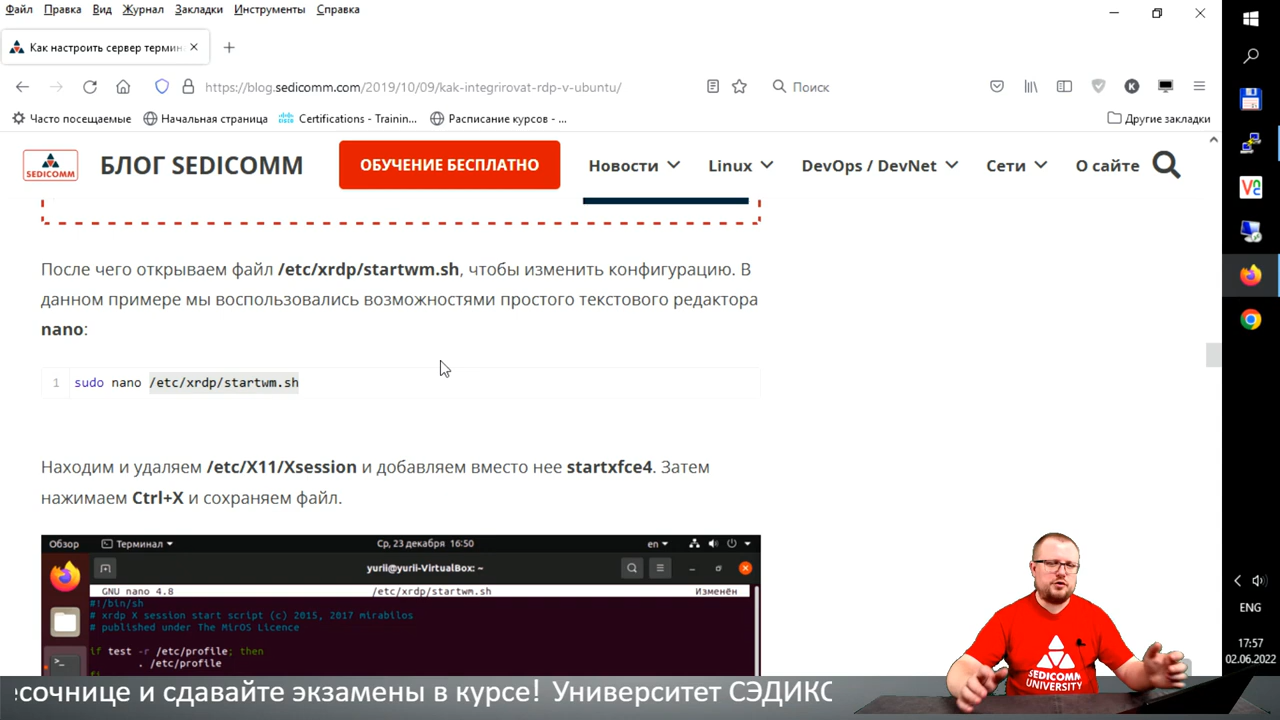 Файл Правка Вид Журнал Закладки Инструменты Справка
Как настроить сервер термин
https://blog.sedicomm.com/2019/10/09/kak-integrirovat-rdp-v-ubuntu/
Поиск
Часто посещаемые Начальная страница Certifications - Trainin... Расписание курсов - ... Другие закладки
SEDICOMM БЛОГ SEDICOMM ОБУЧЕНИЕ БЕСПЛАТНО Новости Linux DevOps / DevNet Сети О сайте
После чего открываем файл /etc/xrdp/startwm.sh, чтобы изменить конфигурацию. В
данном примере мы воспользовались возможностями простого текстового редактора
nano:
1 sudo nano /etc/xrdp/startwm.sh
Находим и удаляем /etc/X11/Xsession и добавляем вместо нее startxfce4. Затем
нажимаем Ctrl+X и сохраняем файл.
Обзор Терминал Ср, 23 декабря 16:50 en
yurii@yurii-VirtualBox: ~
GNU nano 4.8 /etc/xrdp/startwm.sh Изменён
#!/bin/sh
# xrdp X session start script (c) 2015, 2017 mirabilos
# published under The MirOS Licence
if test -r /etc/profile; then
. /etc/profile
fi
SEDICOMM
UNIVERSITY
ENG
17:57
02.06.2022
есочнице и сдавайте экзамены в курсе! Университет СЭДИКО